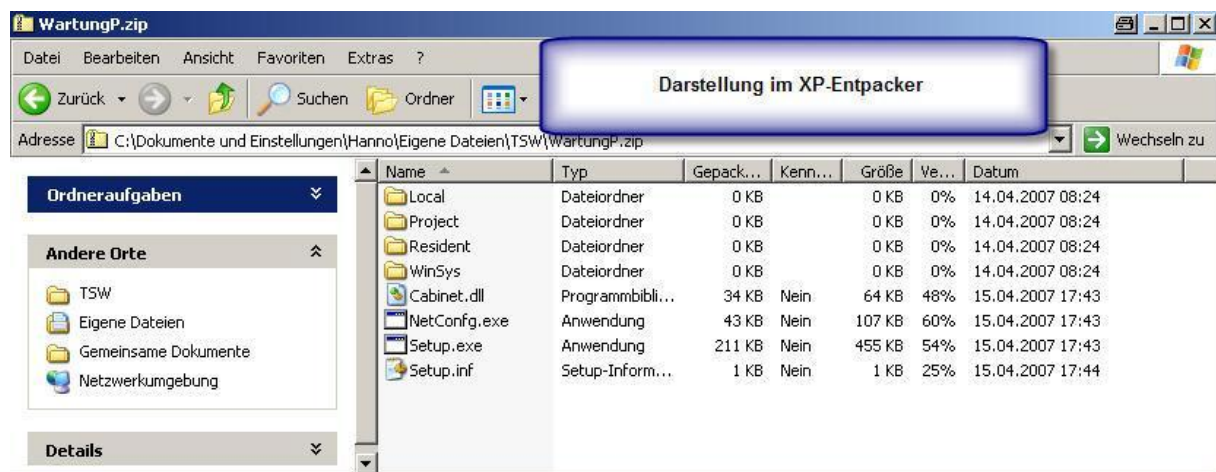 WartungP.zip
Datei Bearbeiten Ansicht Favoriten Extras ?
Darstellung im XP-Entpacker
Zurück Suchen Ordner
Adresse C:\Dokumente und Einstellungen\Hanno\Eigene Dateien\TSW\WartungP.zip Wechseln zu
Ordneraufgaben
Andere Orte
TSW
Eigene Dateien
Gemeinsame Dokumente
Netzwerkumgebung
Details
Name Typ Gepack... Kenn... Größe Ve... Datum
Local Dateiordner 0 KB 0 KB 0% 14.04.2007 08:24
Project Dateiordner 0 KB 0 KB 0% 14.04.2007 08:24
Resident Dateiordner 0 KB 0 KB 0% 14.04.2007 08:24
WinSys Dateiordner 0 KB 0 KB 0% 14.04.2007 08:24
Cabinet.dll Programmbibli... 34 KB Nein 64 KB 48% 15.04.2007 17:43
NetConfg.exe Anwendung 43 KB Nein 107 KB 60% 15.04.2007 17:43
Setup.exe Anwendung 211 KB Nein 455 KB 54% 15.04.2007 17:43
Setup.inf Setup-Inform... 1 KB Nein 1 KB 25% 15.04.2007 17:44